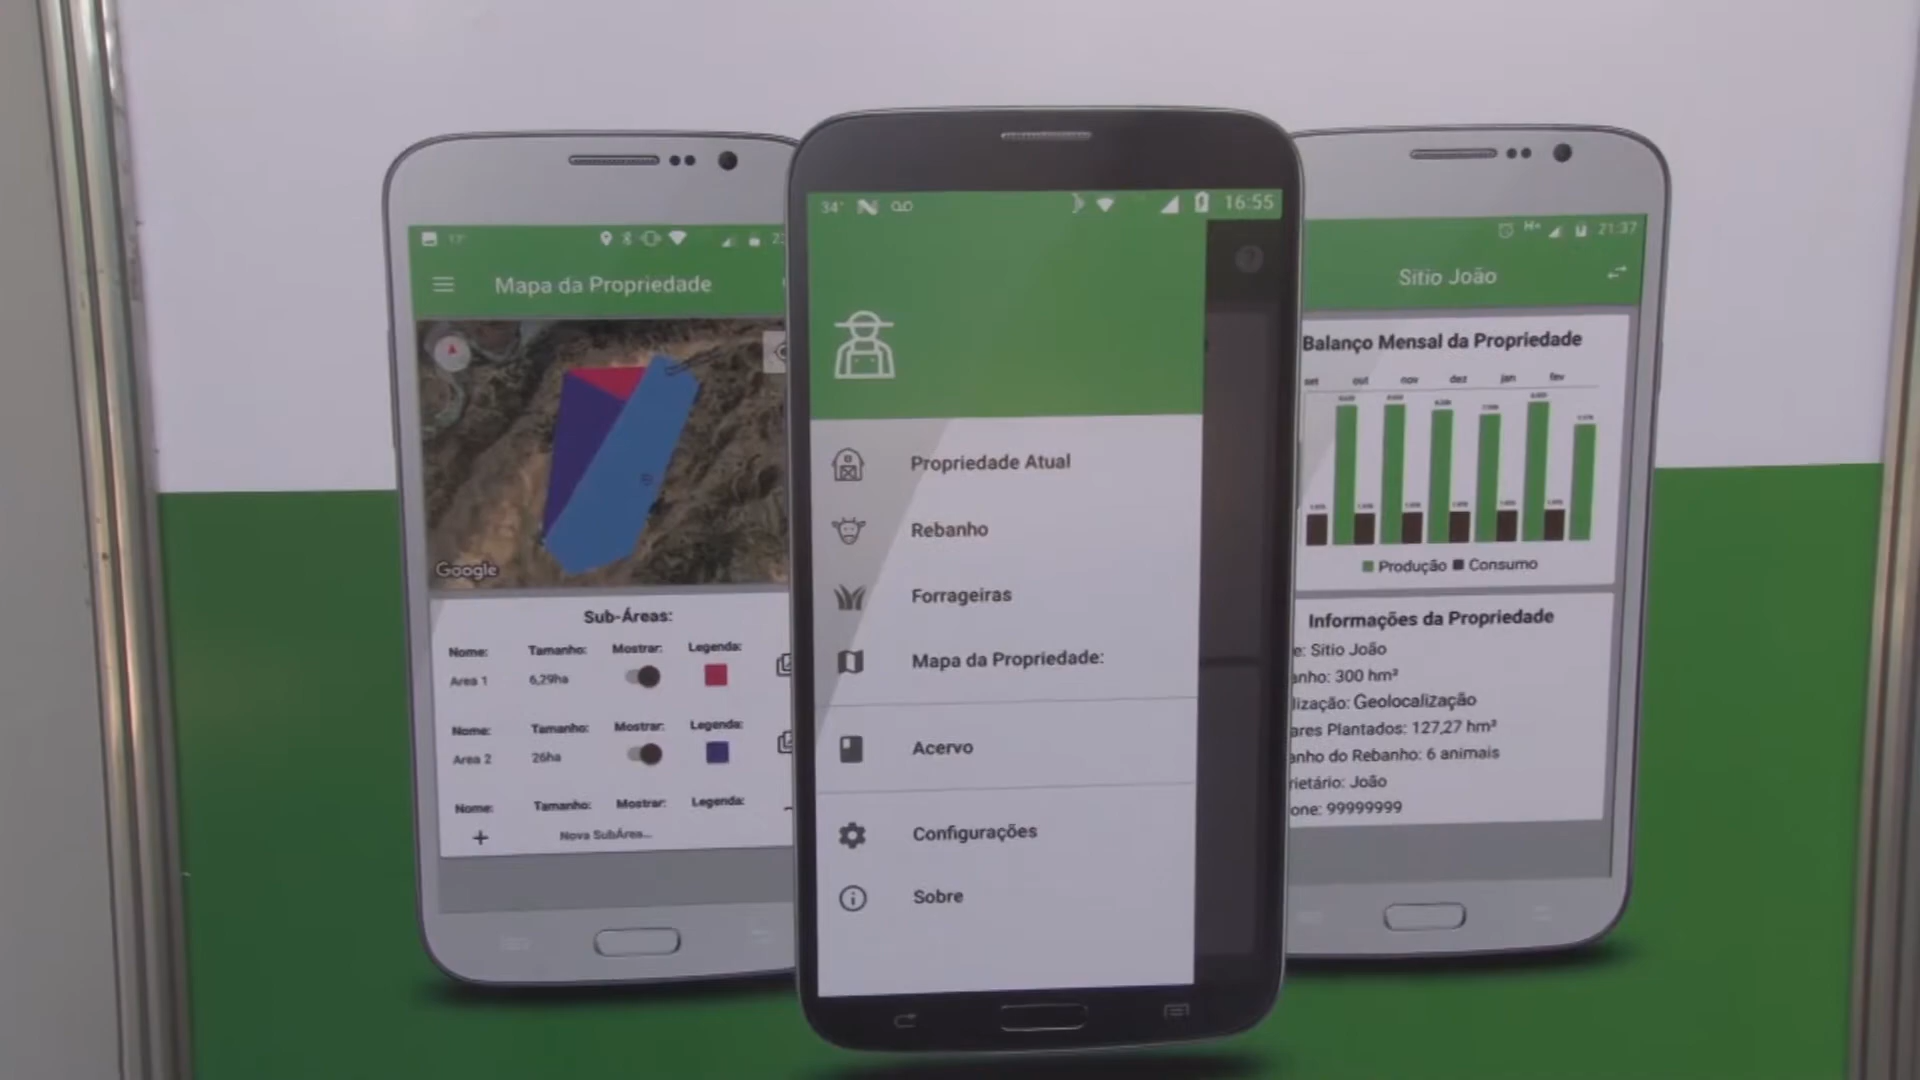 Mapa da Propriedade
Google
Sub-Áreas:
Nome: Tamanho: Mostrar: Legenda:
Area 1 6,29ha
Nome: Tamanho: Mostrar: Legenda:
Area 2 26ha
Nome: Tamanho: Mostrar: Legenda:
+ Nova SubÁrea...
34° 16:55
Propriedade Atual
Rebanho
Forrageiras
Mapa da Propriedade:
Acervo
Configurações
Sobre
H+ 21:37
Sítio João
Balanço Mensal da Propriedade
set out nov dez jan fev
Produção Consumo
Informações da Propriedade
e: Sitio João
anho: 300 hm²
lização: Geolocalização
ares Plantados: 127,27 hm²
anho do Rebanho: 6 animais
rietário: João
one: 99999999